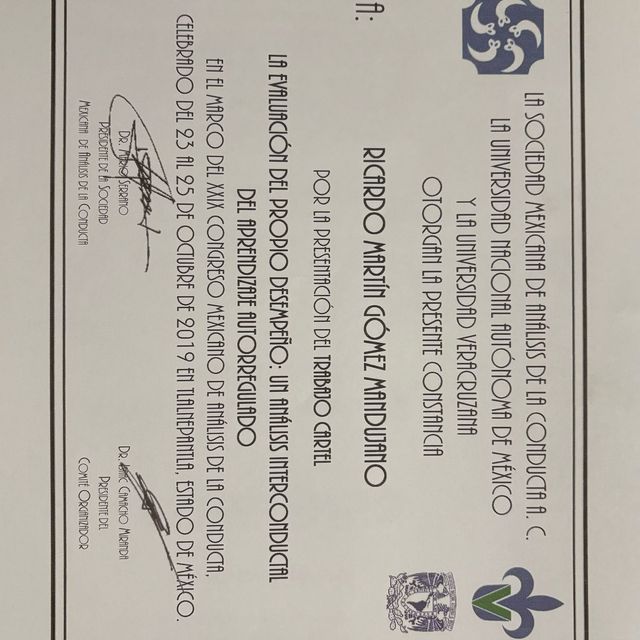 LA SOCIEDAD MEXICANA DE ANÁLISIS DE LA CONDUCTA A. C.
LA UNIVERSIDAD NACIONAL AUTÓNOMA DE MÉXICO
Y LA UNIVERSIDAD VERACRUZANA
OTORGAN LA PRESENTE CONSTANCIA
A:
RICARDO MARTÍN GÓMEZ MANDUJANO
POR LA PRESENTACIÓN DEL TRABAJO CARTEL
LA EVALUACIÓN DEL PROPIO DESEMPEÑO: UN ANÁLISIS INTERCONDUCTUAL
DEL APRENDIZAJE AUTORREGULADO
EN EL MARCO DEL XXIX CONGRESO MEXICANO DE ANÁLISIS DE LA CONDUCTA,
CELEBRADO DEL 23 AL 25 DE OCTUBRE DE 2019 EN TLALNEPANTLA, ESTADO DE MÉXICO.
DR. MARIO SERRANO
PRESIDENTE DE LA SOCIEDAD
MEXICANA DE ANÁLISIS DE LA CONDUCTA
DR. CAMACHO MIRANDA
PRESIDENTE DEL
COMITÉ ORGANIZADOR